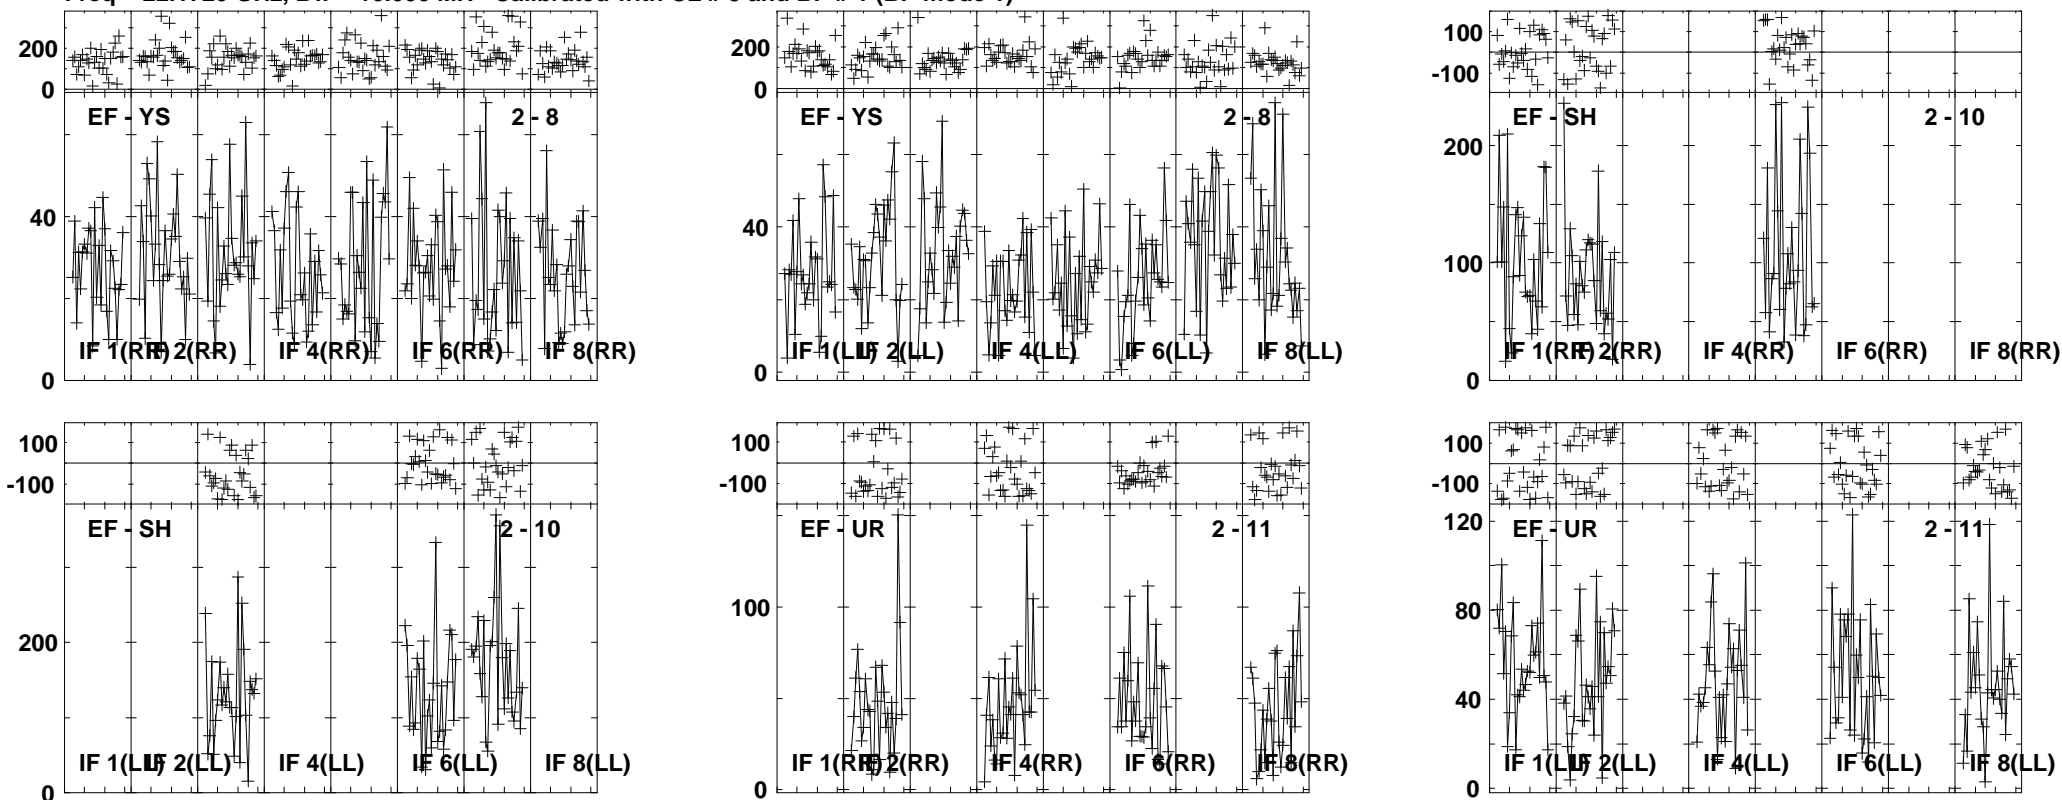 200
0
EF - YS
2 - 8
40
0
IF 1(RR)
IF 2(RR)
IF 4(RR)
IF 6(RR)
IF 8(RR)
200
0
EF - YS
2 - 8
40
0
IF 1(LL)
IF 2(LL)
IF 4(LL)
IF 6(LL)
IF 8(LL)
100
-100
EF - SH
2 - 10
200
100
0
IF 1(RR)
IF 2(RR)
IF 4(RR)
IF 6(RR)
IF 8(RR)
100
-100
EF - SH
2 - 10
200
0
IF 1(LL)
IF 2(LL)
IF 4(LL)
IF 6(LL)
IF 8(LL)
100
-100
EF - UR
2 - 11
100
0
IF 1(RR)
IF 2(RR)
IF 4(RR)
IF 6(RR)
IF 8(RR)
100
-100
EF - UR
2 - 11
120
80
40
0
IF 1(LL)
IF 2(LL)
IF 4(LL)
IF 6(LL)
IF 8(LL)